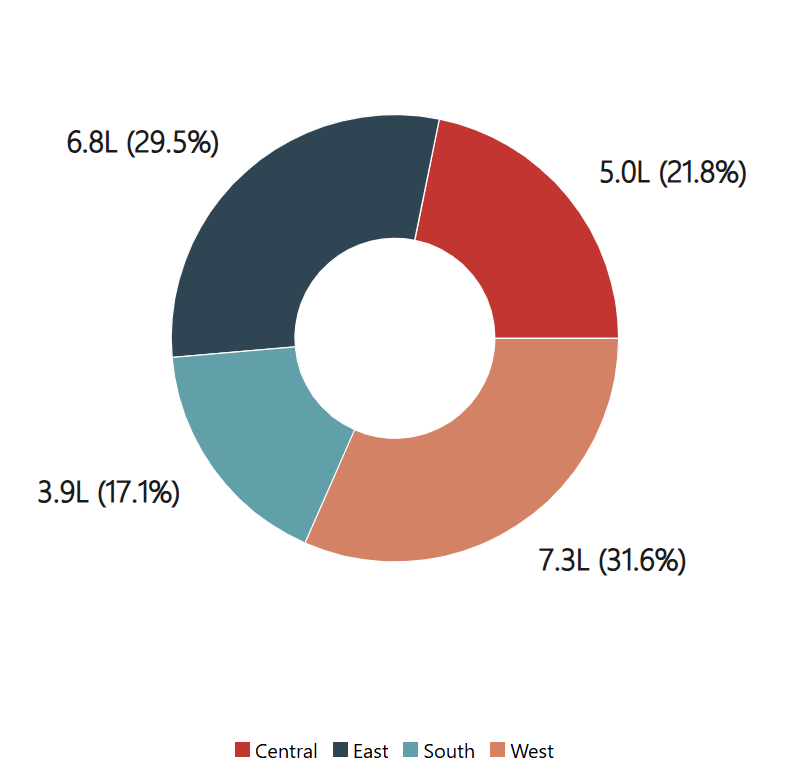 6.8L (29.5%)
5.0L (21.8%)
3.9L (17.1%)
7.3L (31.6%)
Central East South West